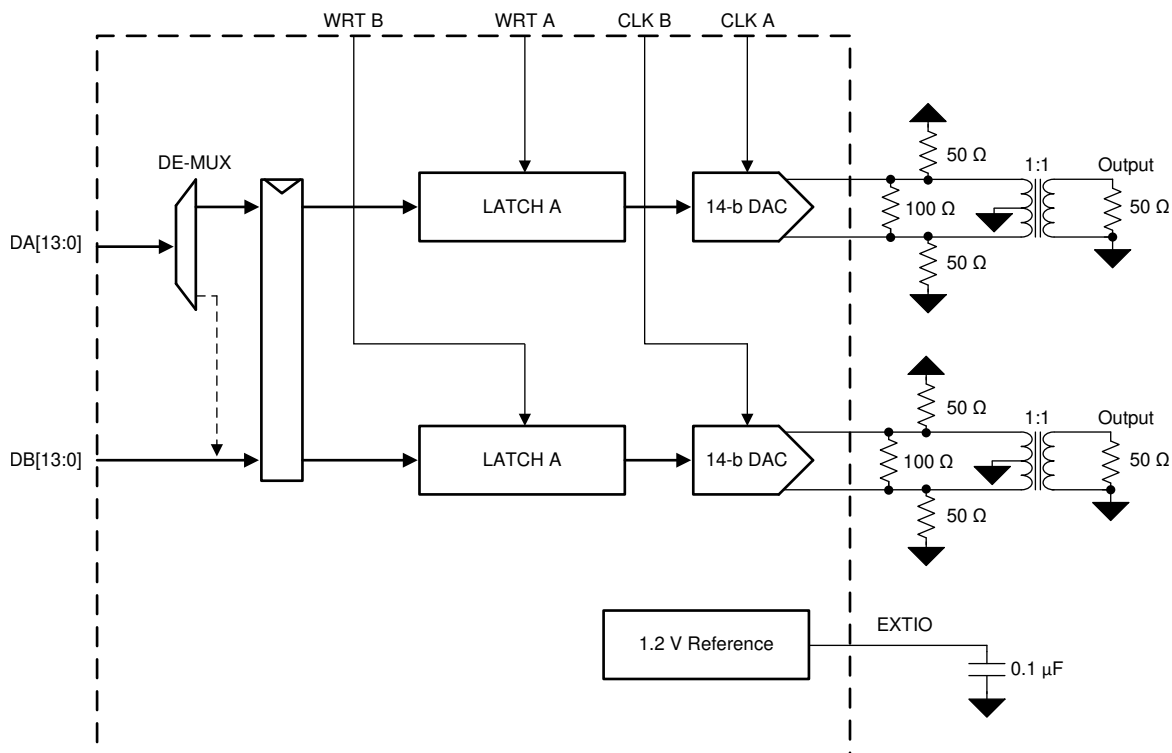 WRT B
WRT A
CLK B
CLK A
DE-MUX
50 Ω
1:1
Output
DA[13:0]
LATCH A
14-b DAC
100 Ω
50 Ω
50 Ω
50 Ω
1:1
Output
DB[13:0]
LATCH A
14-b DAC
100 Ω
50 Ω
50 Ω
1.2 V Reference
EXTIO
0.1 µF